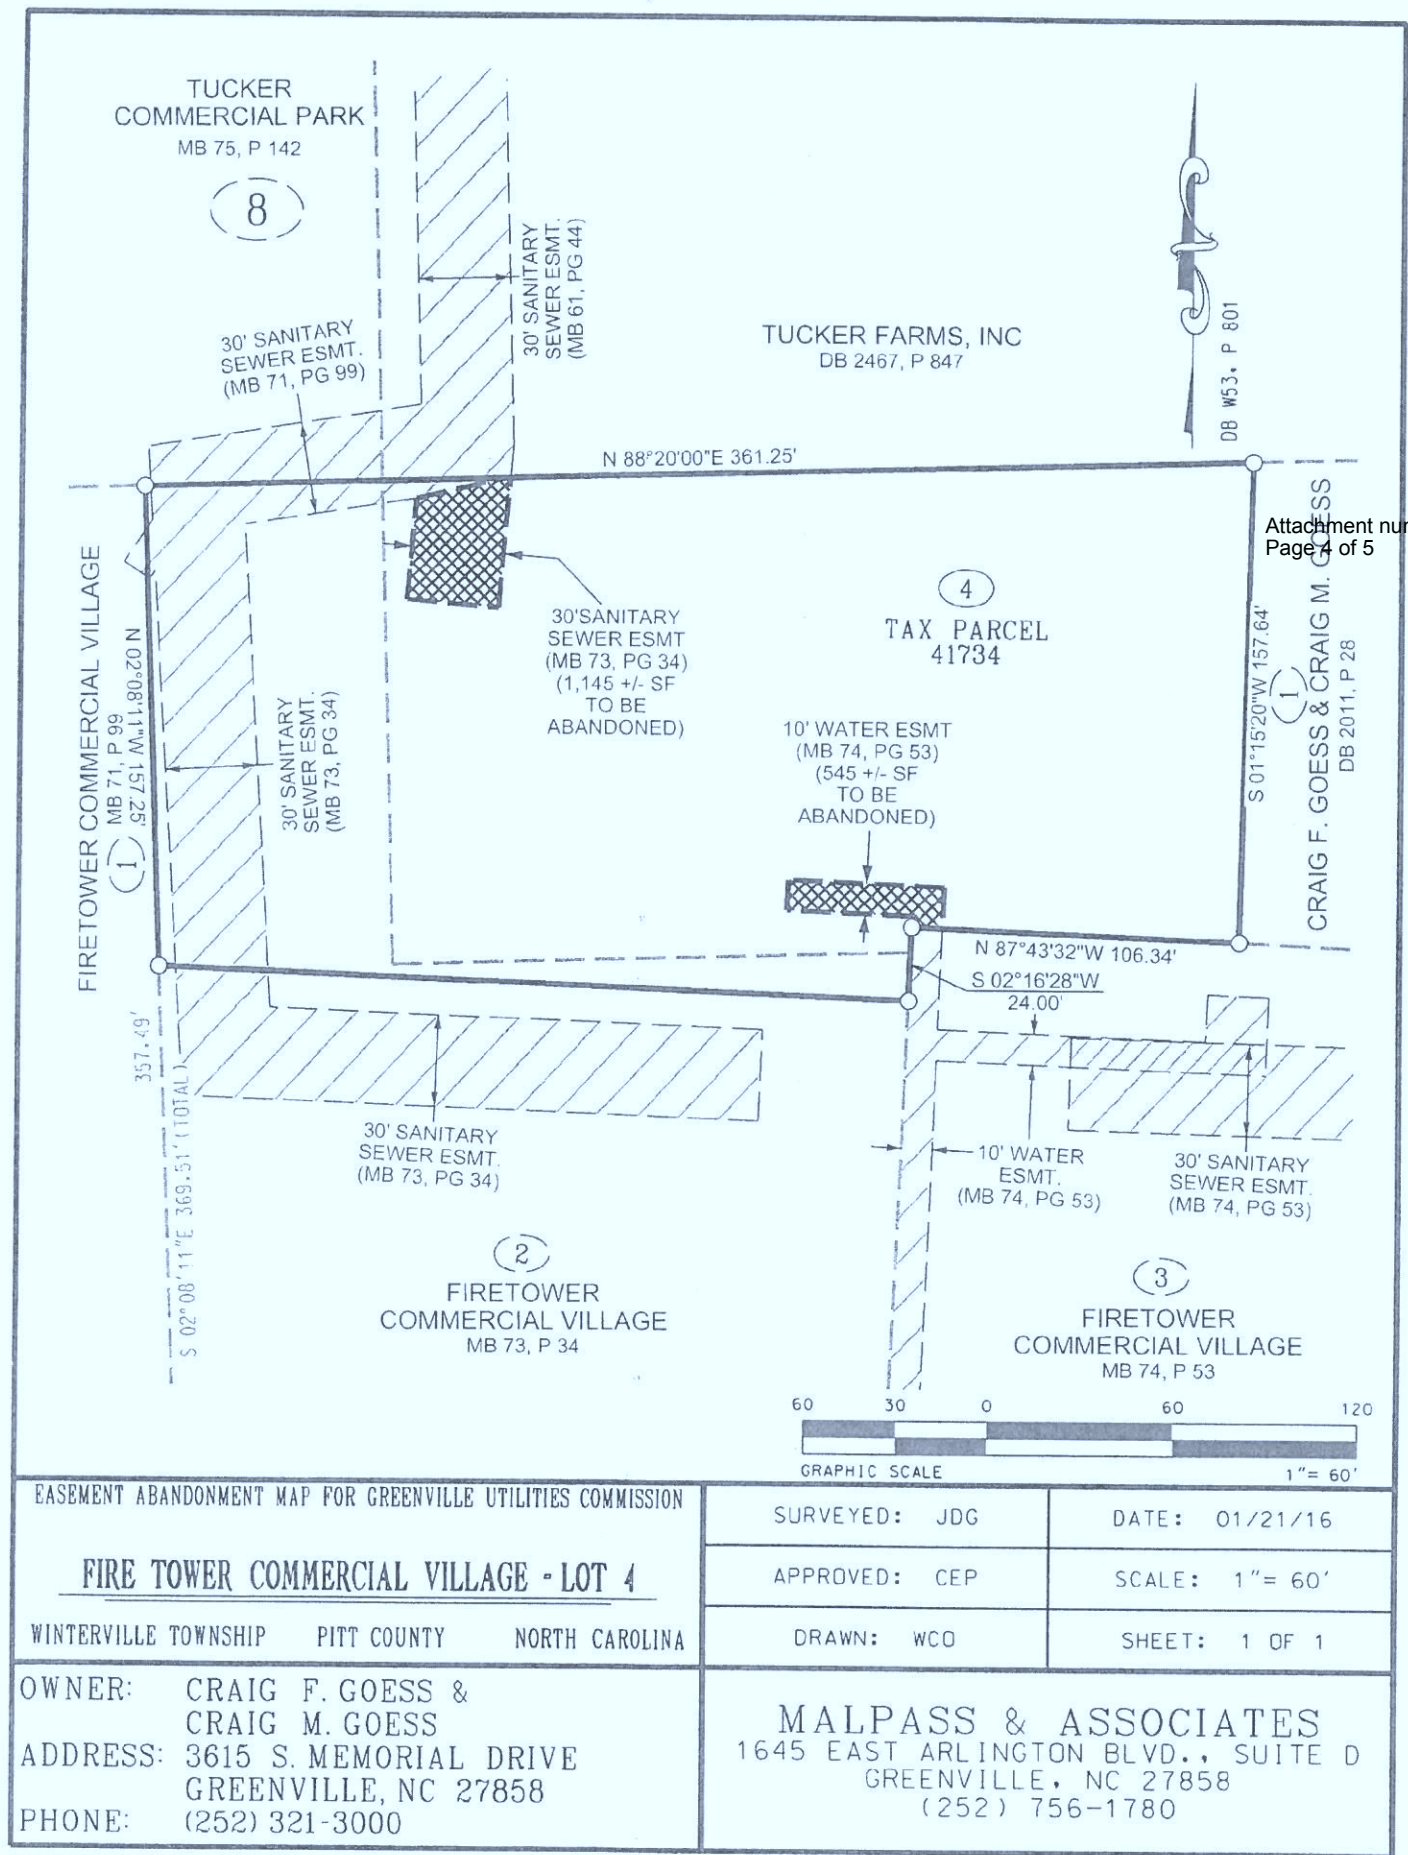 TUCKER
COMMERCIAL PARK
MB 75, P 142
8
30' SANITARY
SEWER ESMT.
(MB 61, PG 44)
30' SANITARY
SEWER ESMT.
(MB 71, PG 99)
TUCKER FARMS, INC
DB 2467, P 847
DB W53, P 801
N 88°20'00"E 361.25'
Attachment nur
Page 4 of 5
CRAIG F. GOESS & CRAIG M. GOESS
DB 2011, P 28
1
S 01°15'20"W 157.64'
4
TAX PARCEL
41734
30'SANITARY
SEWER ESMT
(MB 73, PG 34)
(1,145 +/- SF
TO BE
ABANDONED)
FIRETOWER COMMERCIAL VILLAGE
MB 71, P 99
1
N 02°08'11"W 157.25'
30' SANITARY
SEWER ESMT.
(MB 73, PG 34)
10' WATER ESMT
(MB 74, PG 53)
(545 +/- SF
TO BE
ABANDONED)
N 87°43'32"W 106.34'
S 02°16'28"W
24.00'
357.49'
S 02°08'11"E 369.51'(TOTAL)
30' SANITARY
SEWER ESMT.
(MB 73, PG 34)
10' WATER
ESMT.
(MB 74, PG 53)
30' SANITARY
SEWER ESMT.
(MB 74, PG 53)
2
FIRETOWER
COMMERCIAL VILLAGE
MB 73, P 34
3
FIRETOWER
COMMERCIAL VILLAGE
MB 74, P 53
60 30 0 60 120
GRAPHIC SCALE 1"= 60'
EASEMENT ABANDONMENT MAP FOR GREENVILLE UTILITIES COMMISSION
FIRE TOWER COMMERCIAL VILLAGE - LOT 4
WINTERVILLE TOWNSHIP PITT COUNTY NORTH CAROLINA
SURVEYED: JDG
DATE: 01/21/16
APPROVED: CEP
SCALE: 1"= 60'
DRAWN: WCO
SHEET: 1 OF 1
OWNER: CRAIG F. GOESS &
CRAIG M. GOESS
ADDRESS: 3615 S. MEMORIAL DRIVE
GREENVILLE, NC 27858
PHONE: (252) 321-3000
MALPASS & ASSOCIATES
1645 EAST ARLINGTON BLVD., SUITE D
GREENVILLE, NC 27858
(252) 756-1780